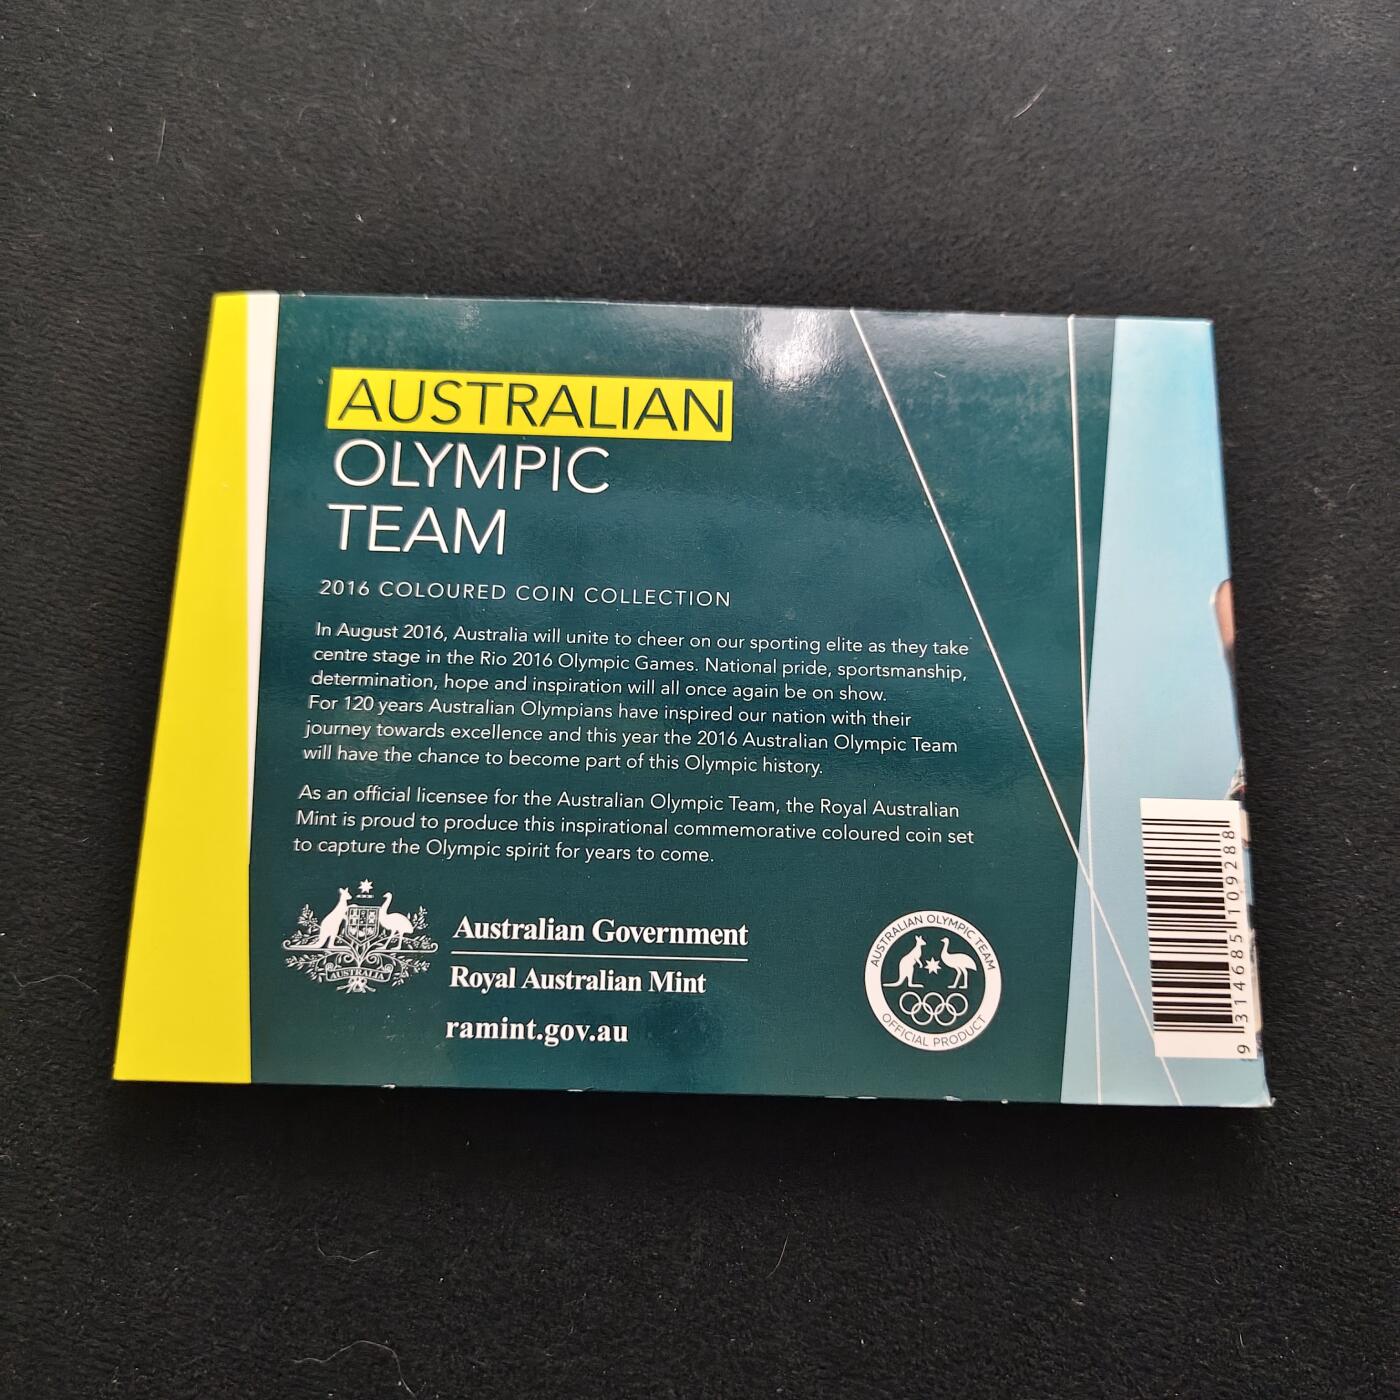 AUSTRALIAN
OLYMPIC
TEAM
2016 COLOURED COIN COLLECTION
In August 2016, Australia will unite to cheer on our sporting elite as they take
centre stage in the Rio 2016 Olympic Games. National pride, sportsmanship,
determination, hope and inspiration will all once again be on show.
For 120 years Australian Olympians have inspired our nation with their
journey towards excellence and this year the 2016 Australian Olympic Team
will have the chance to become part of this Olympic history.
As an official licensee for the Australian Olympic Team, the Royal Australian
Mint is proud to produce this inspirational commemorative coloured coin set
to capture the Olympic spirit for years to come.
AUSTRALIA
Australian Government
Royal Australian Mint
ramint.gov.au
AUSTRALIAN OLYMPIC TEAM
OFFICIAL PRODUCT
9 314685 109288